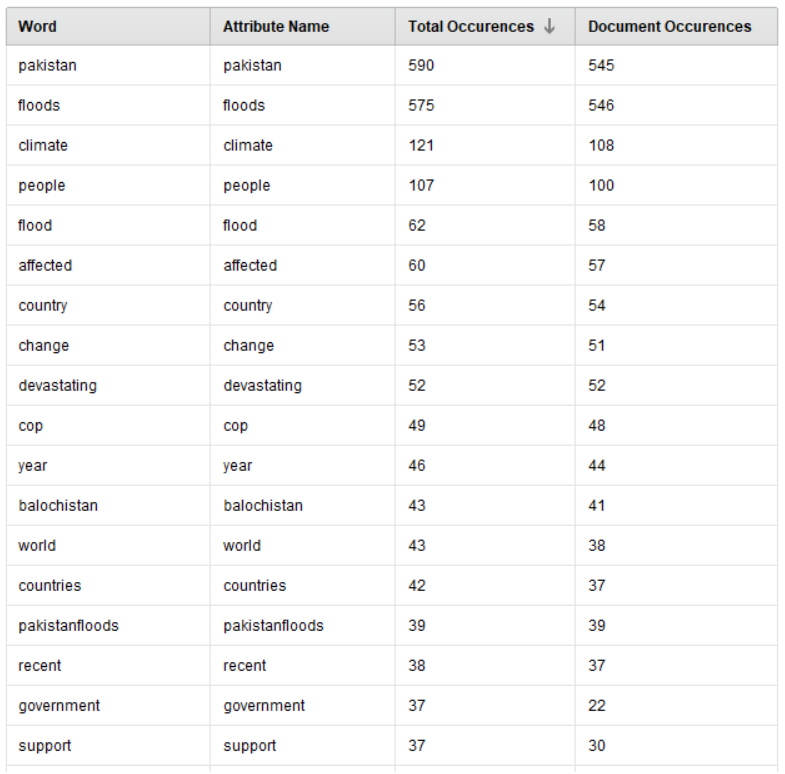 Word Attribute Name Total Occurences ↓ Document Occurences
pakistan pakistan 590 545
floods floods 575 546
climate climate 121 108
people people 107 100
flood flood 62 58
affected affected 60 57
country country 56 54
change change 53 51
devastating devastating 52 52
cop cop 49 48
year year 46 44
balochistan balochistan 43 41
world world 43 38
countries countries 42 37
pakistanfloods pakistanfloods 39 39
recent recent 38 37
government government 37 22
support support 37 30